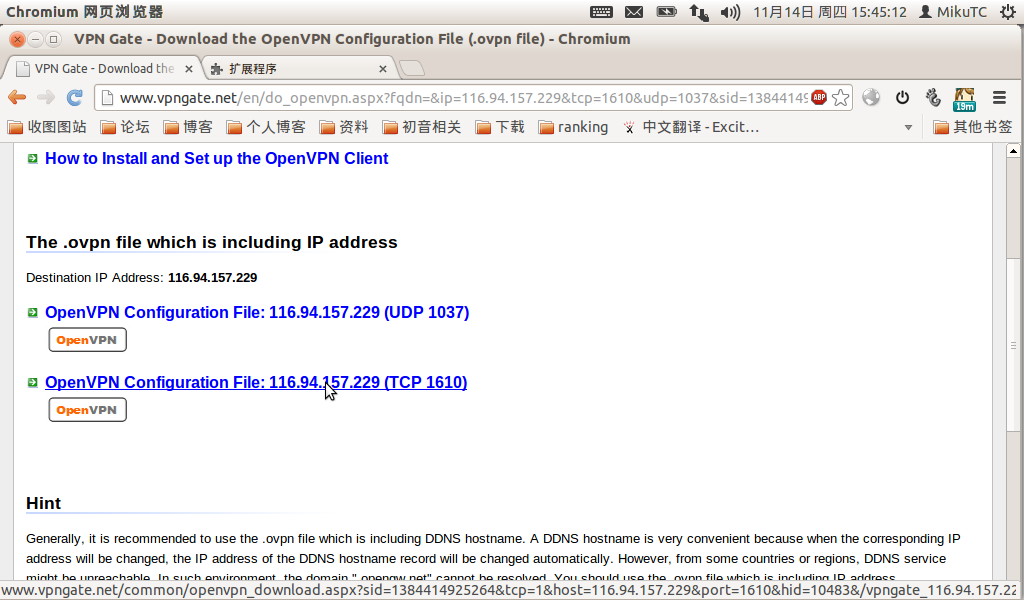 Chromium 网页浏览器
11月14日 周四 15:45:12 MikuTC
VPN Gate - Download the OpenVPN Configuration File (.ovpn file) - Chromium
VPN Gate - Download the
扩展程序
www.vpngate.net/en/do_openvpn.aspx?fqdn=&ip=116.94.157.229&tcp=1610&udp=1037&sid=13844149
ABP
19m
收图图站 论坛 博客 个人博客 资料 初音相关 下载 ranking 中文翻译 - Excit... 其他书签
How to Install and Set up the OpenVPN Client
The .ovpn file which is including IP address
Destination IP Address: 116.94.157.229
OpenVPN Configuration File: 116.94.157.229 (UDP 1037)
OpenVPN
OpenVPN Configuration File: 116.94.157.229 (TCP 1610)
OpenVPN
Hint
Generally, it is recommended to use the .ovpn file which is including DDNS hostname. A DDNS hostname is very convenient because when the corresponding IP
address will be changed, the IP address of the DDNS hostname record will be changed automatically. However, from some countries or regions, DDNS service
might be unreachable. In such environment, the domain ".opengw.net" cannot be resolved. You should use the .ovpn file which is including IP address
www.vpngate.net/common/openvpn_download.aspx?sid=1384414925264&tcp=1&host=116.94.157.229&port=1610&hid=10483&/vpngate_116.94.157.22